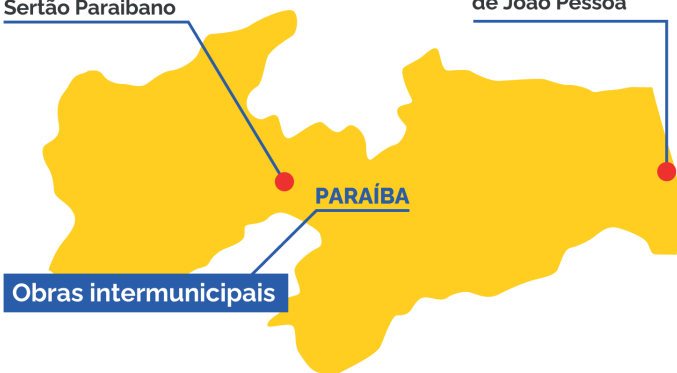 Sertão Paraibano
de João Pessoa
PARAÍBA
Obras intermunicipais